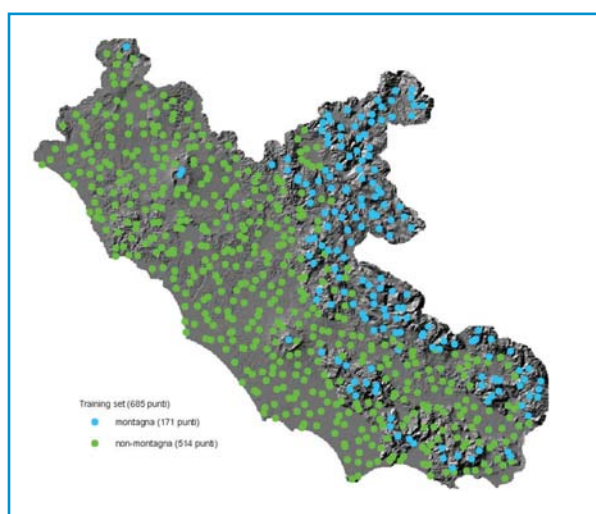 Training set (685 punti)
montagna (171 punti)
non-montagna (514 punti)